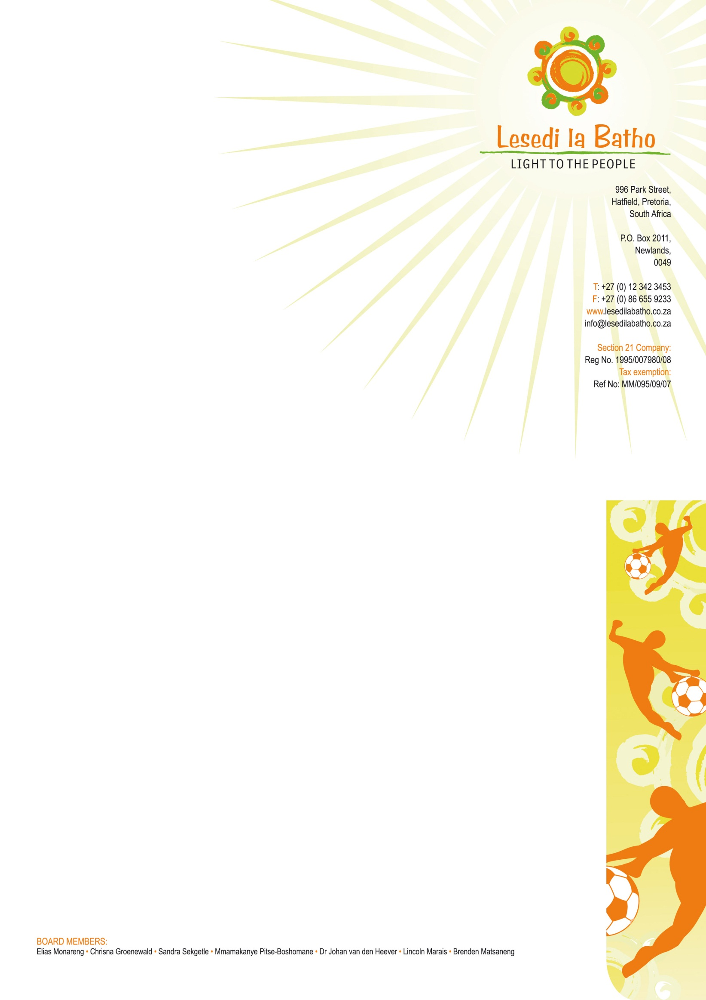 Lesedi la Batho
LIGHT TO THE PEOPLE
996 Park Street,
Hatfield, Pretoria,
South Africa
P.O. Box 2011,
Newlands,
0049
T: +27 (0) 12 342 3453
F: +27 (0) 86 655 9233
www.lesedilabatho.co.za
info@lesedilabatho.co.za
Section 21 Company:
Reg No. 1995/007980/08
Tax exemption:
Ref No: MM/095/09/07
BOARD MEMBERS:
Elias Monareng • Chrisna Groenewald • Sandra Sekgetle • Mmamakanye Pitse-Boshomane • Dr Johan van den Heever • Lincoln Marais • Brenden Matsaneng